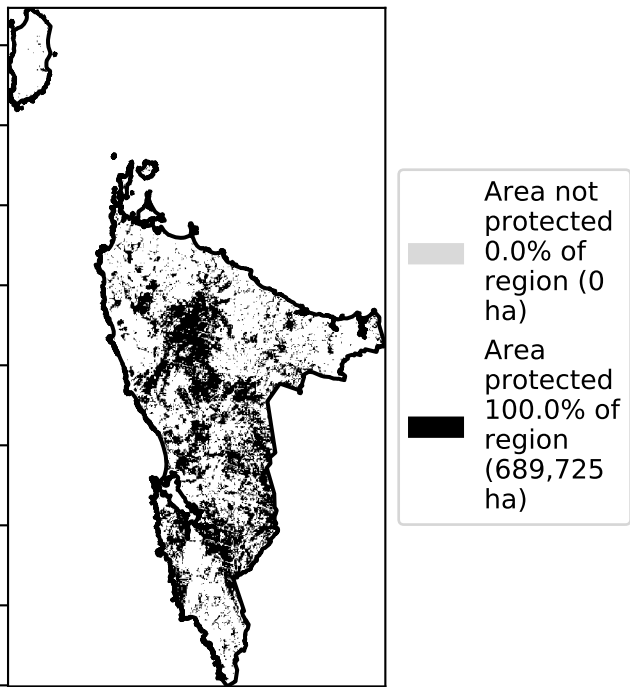 Area not
protected
0.0% of
region (0
ha)
Area
protected
100.0% of
region
(689,725
ha)